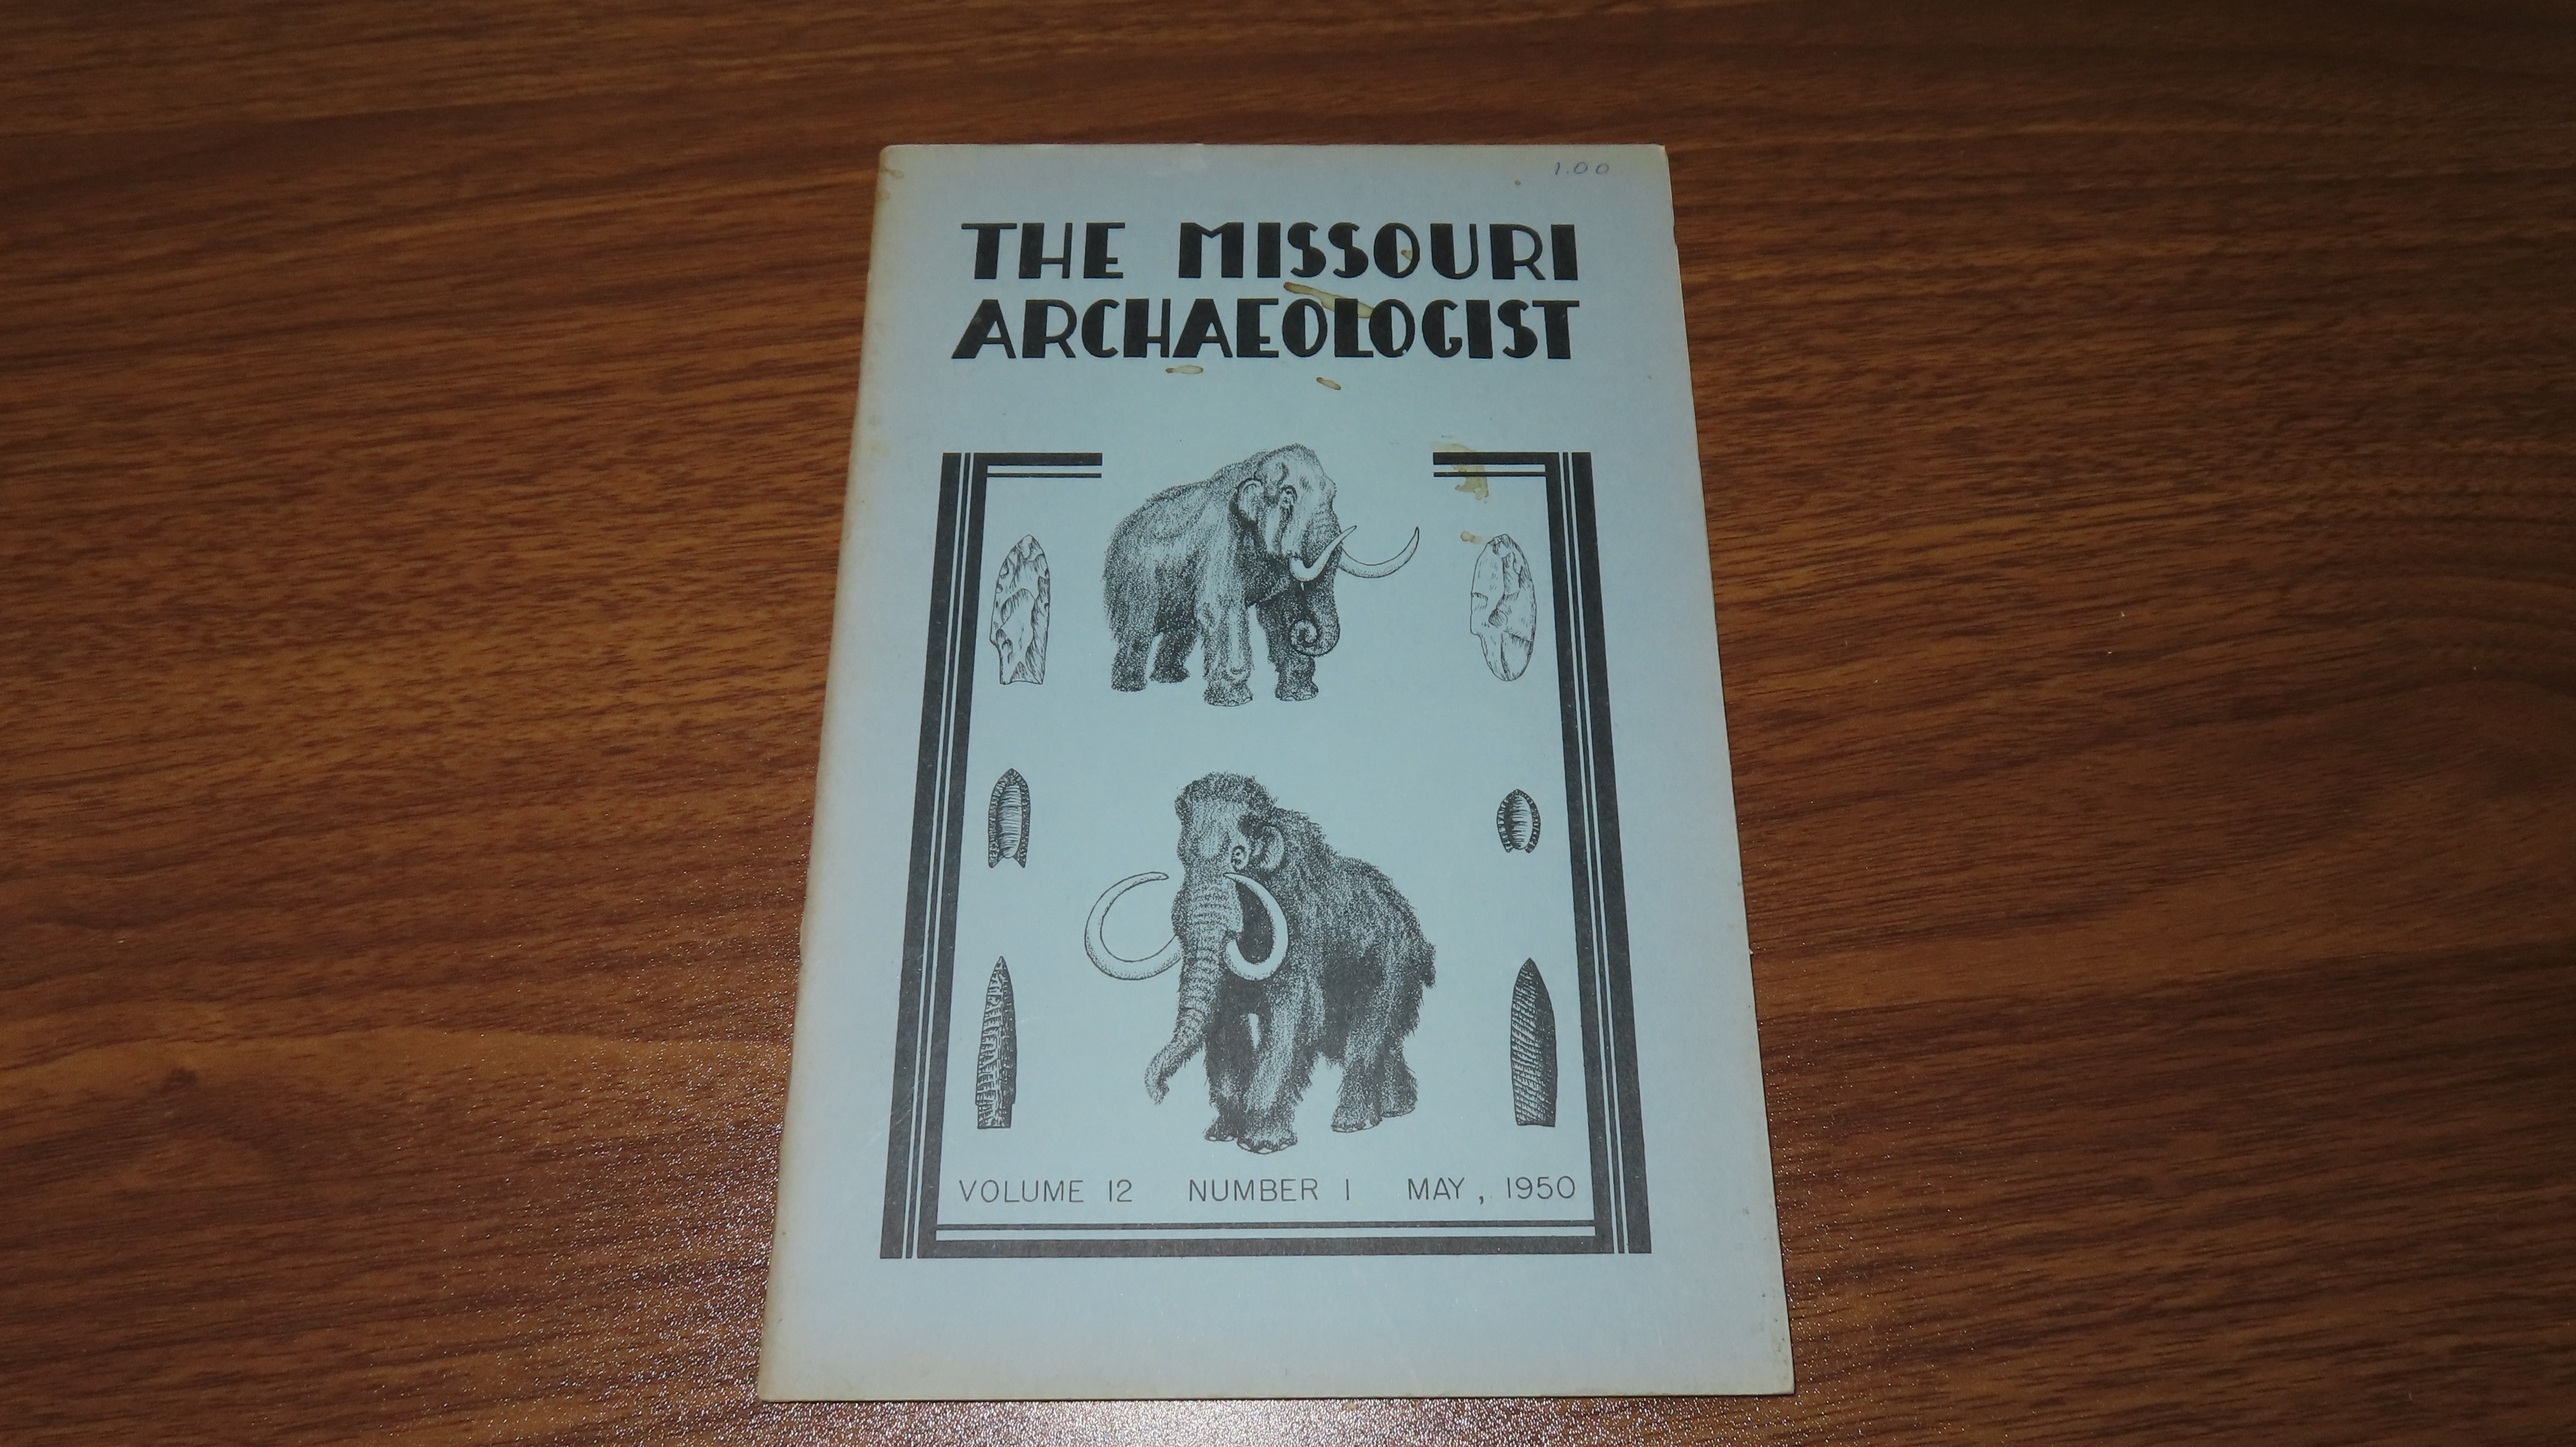 1.00
THE MISSOURI
ARCHAEOLOGIST
VOLUME 12 NUMBER 1 MAY, 1950